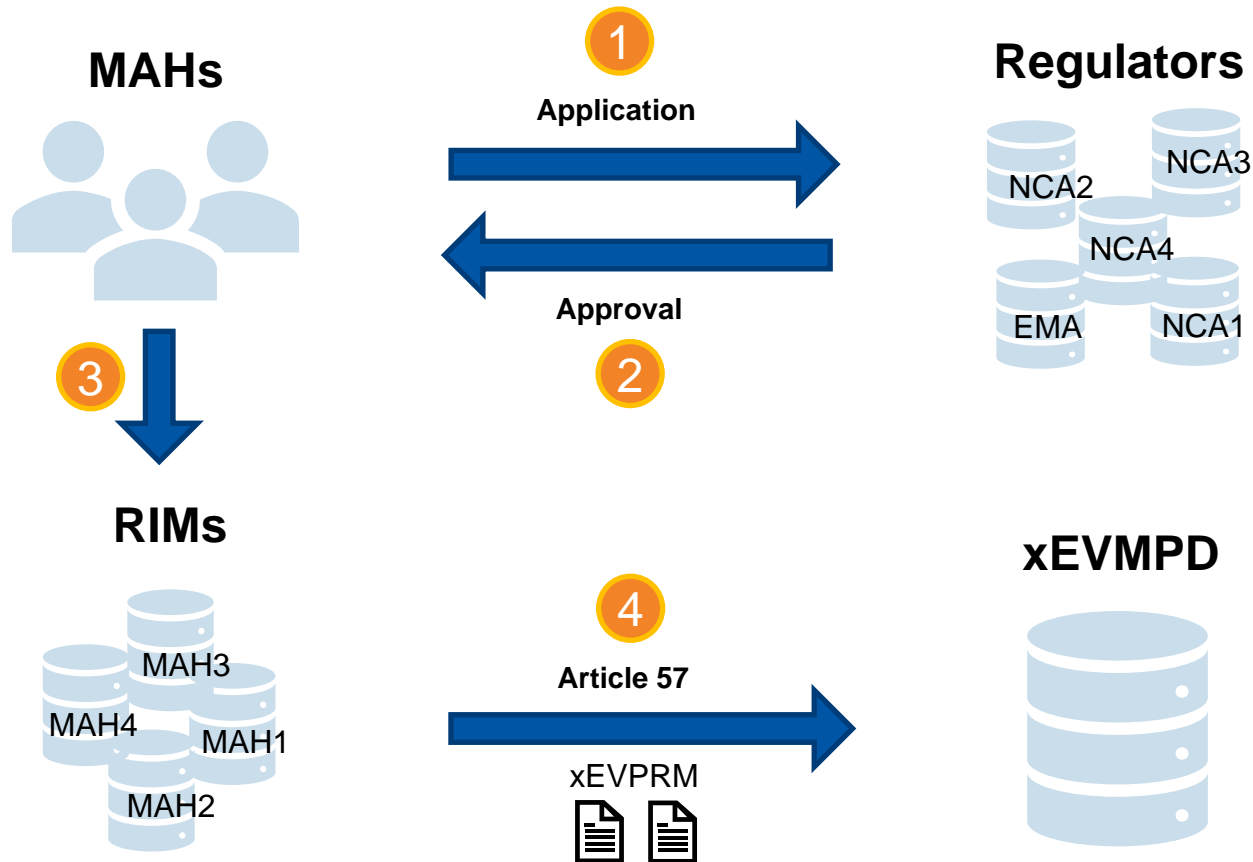 MAHs
1
Application
Regulators
NCA2
NCA3
NCA4
EMA
NCA1
Approval
2
3
RIMs
MAH3
MAH4
MAH1
MAH2
4
Article 57
xEVPRM
xEVMPD